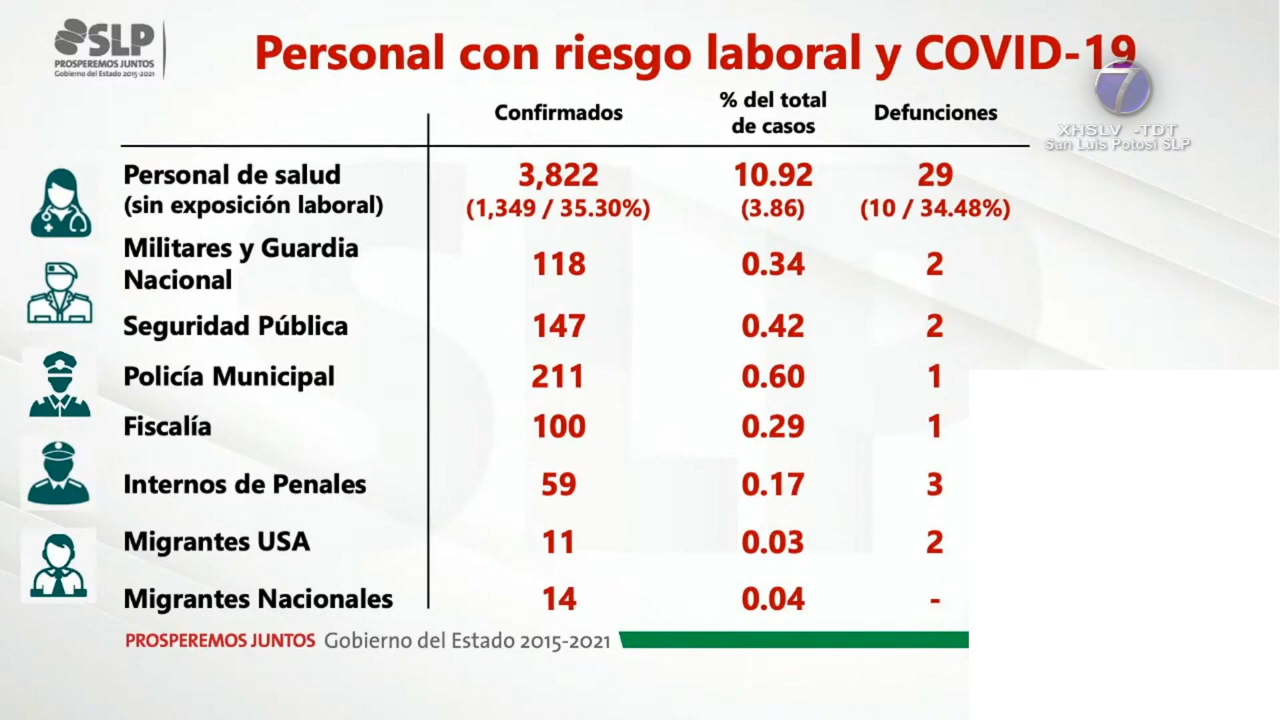 SLP
PROSPEREMOS JUNTOS
Gobierno del Estado 2015-2021
Personal con riesgo laboral y COVID-19
7
XHSLV -TDT
San Luis Potosí SLP
Confirmados
% del total
de casos
Defunciones
Personal de salud 3,822 10.92 29
(sin exposición laboral) (1,349 / 35.30%) (3.86) (10 / 34.48%)
Militares y Guardia
Nacional 118 0.34 2
Seguridad Pública 147 0.42 2
Policía Municipal 211 0.60 1
Fiscalía 100 0.29 1
Internos de Penales 59 0.17 3
Migrantes USA 11 0.03 2
Migrantes Nacionales 14 0.04 -
PROSPEREMOS JUNTOS Gobierno del Estado 2015-2021
SLP